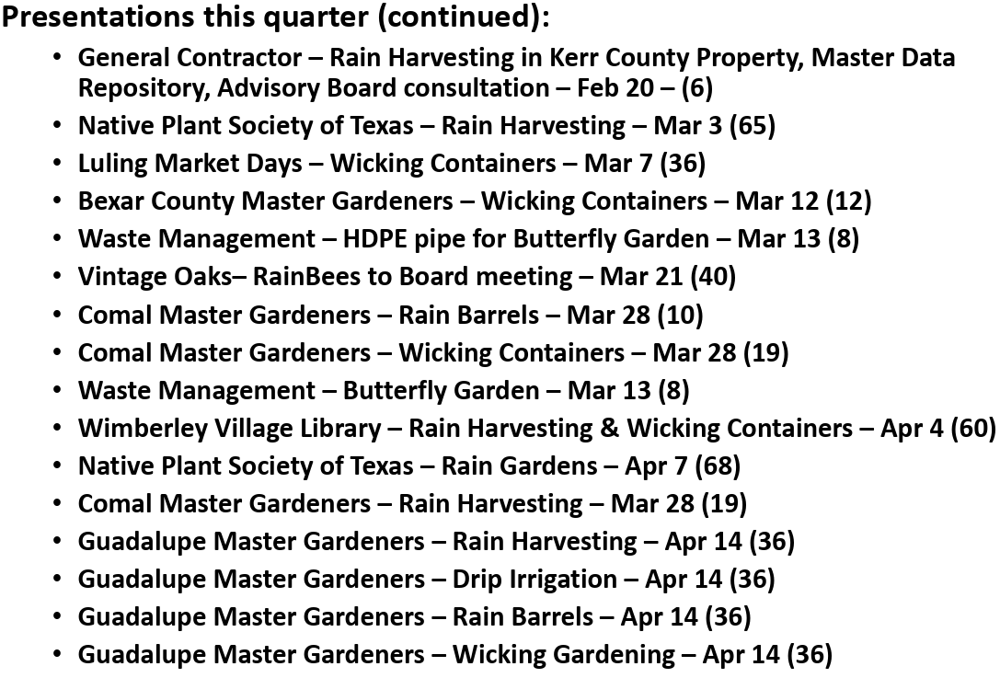 Presentations this quarter (continued):
• General Contractor – Rain Harvesting in Kerr County Property, Master Data
Repository, Advisory Board consultation – Feb 20 – (6)
• Native Plant Society of Texas – Rain Harvesting – Mar 3 (65)
• Luling Market Days – Wicking Containers – Mar 7 (36)
• Bexar County Master Gardeners – Wicking Containers – Mar 12 (12)
• Waste Management – HDPE pipe for Butterfly Garden – Mar 13 (8)
• Vintage Oaks– RainBees to Board meeting – Mar 21 (40)
• Comal Master Gardeners – Rain Barrels – Mar 28 (10)
• Comal Master Gardeners – Wicking Containers – Mar 28 (19)
• Waste Management – Butterfly Garden – Mar 13 (8)
• Wimberley Village Library – Rain Harvesting & Wicking Containers – Apr 4 (60)
• Native Plant Society of Texas – Rain Gardens – Apr 7 (68)
• Comal Master Gardeners – Rain Harvesting – Mar 28 (19)
• Guadalupe Master Gardeners – Rain Harvesting – Apr 14 (36)
• Guadalupe Master Gardeners – Drip Irrigation – Apr 14 (36)
• Guadalupe Master Gardeners – Rain Barrels – Apr 14 (36)
• Guadalupe Master Gardeners – Wicking Gardening – Apr 14 (36)